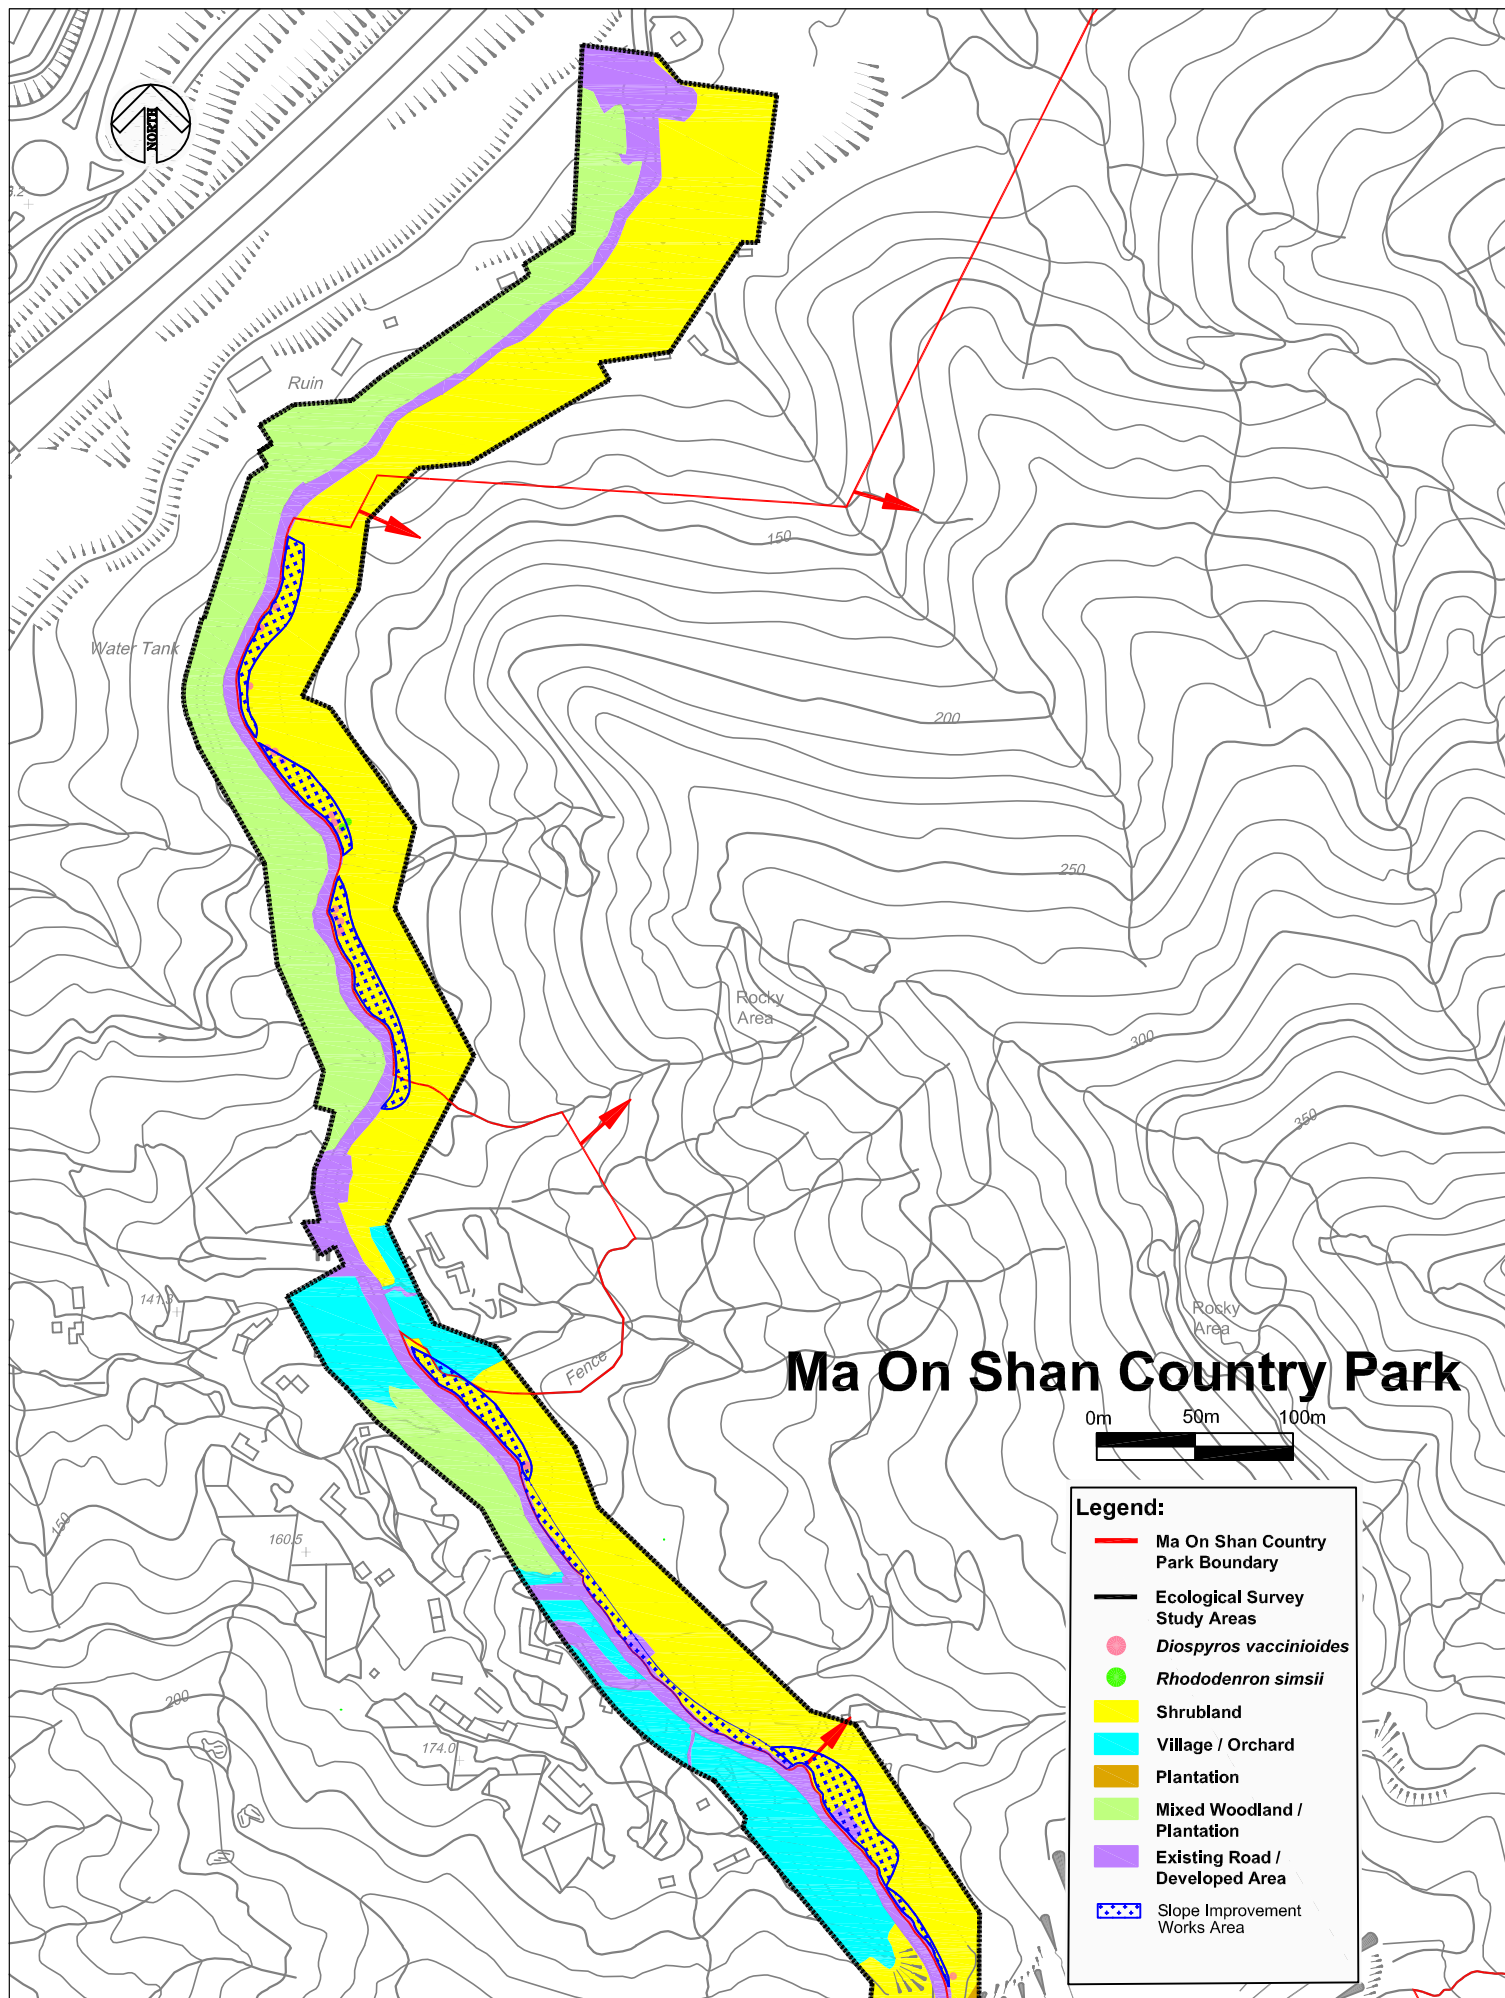 NORTH
Ruin
150
Water Tank
200
250
Rocky
Area
300
350
141.3
Rocky
Area
Fence
Ma On Shan Country Park
0m 50m 100m
150
160.5
200
174.0
Legend:
Ma On Shan Country
Park Boundary
Ecological Survey
Study Areas
Diospyros vaccinioides
Rhododenron simsii
Shrubland
Village / Orchard
Plantation
Mixed Woodland /
Plantation
Existing Road /
Developed Area
Slope Improvement
Works Area